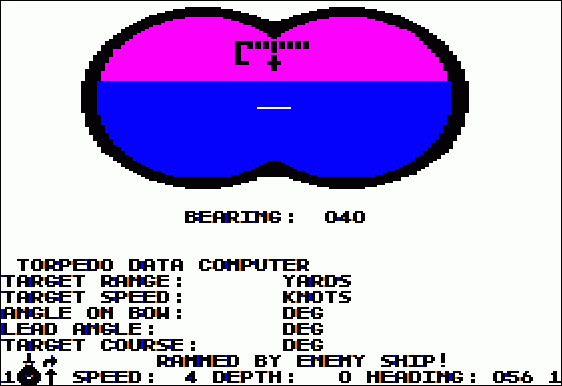 BEARING: 040
TORPEDO DATA COMPUTER
TARGET RANGE: YARDS
TARGET SPEED: KNOTS
ANGLE ON BOW: DEG
LEAD ANGLE: DEG
TARGET COURSE: DEG
RAMMED BY ENEMY SHIP!
1 SPEED: 4 DEPTH: 0 HEADING: 056 1